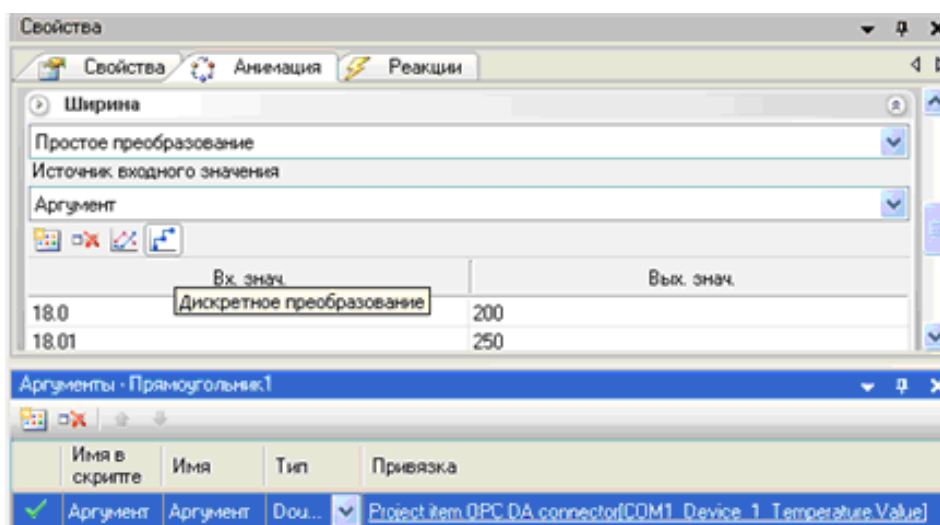 Свойства
Свойства Анимация Реакции
Ширина
Простое преобразование
Источник входного значения
Аргумент
Вх. знач. Вых. знач.
Дискретное преобразование
18.0 200
18.01 250
Аргументы - Прямоугольник1
Имя в скрипте Имя Тип Привязка
Аргумент Аргумент Dou... Project item.OPC DA connector[COM1_Device_1_Temperature.Value]